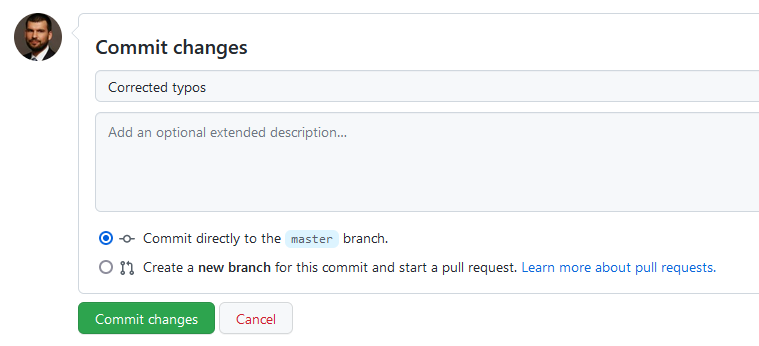 Commit changes
Corrected typos
Add an optional extended description...
Commit directly to the master branch.
Create a new branch for this commit and start a pull request. Learn more about pull requests.
Commit changes
Cancel